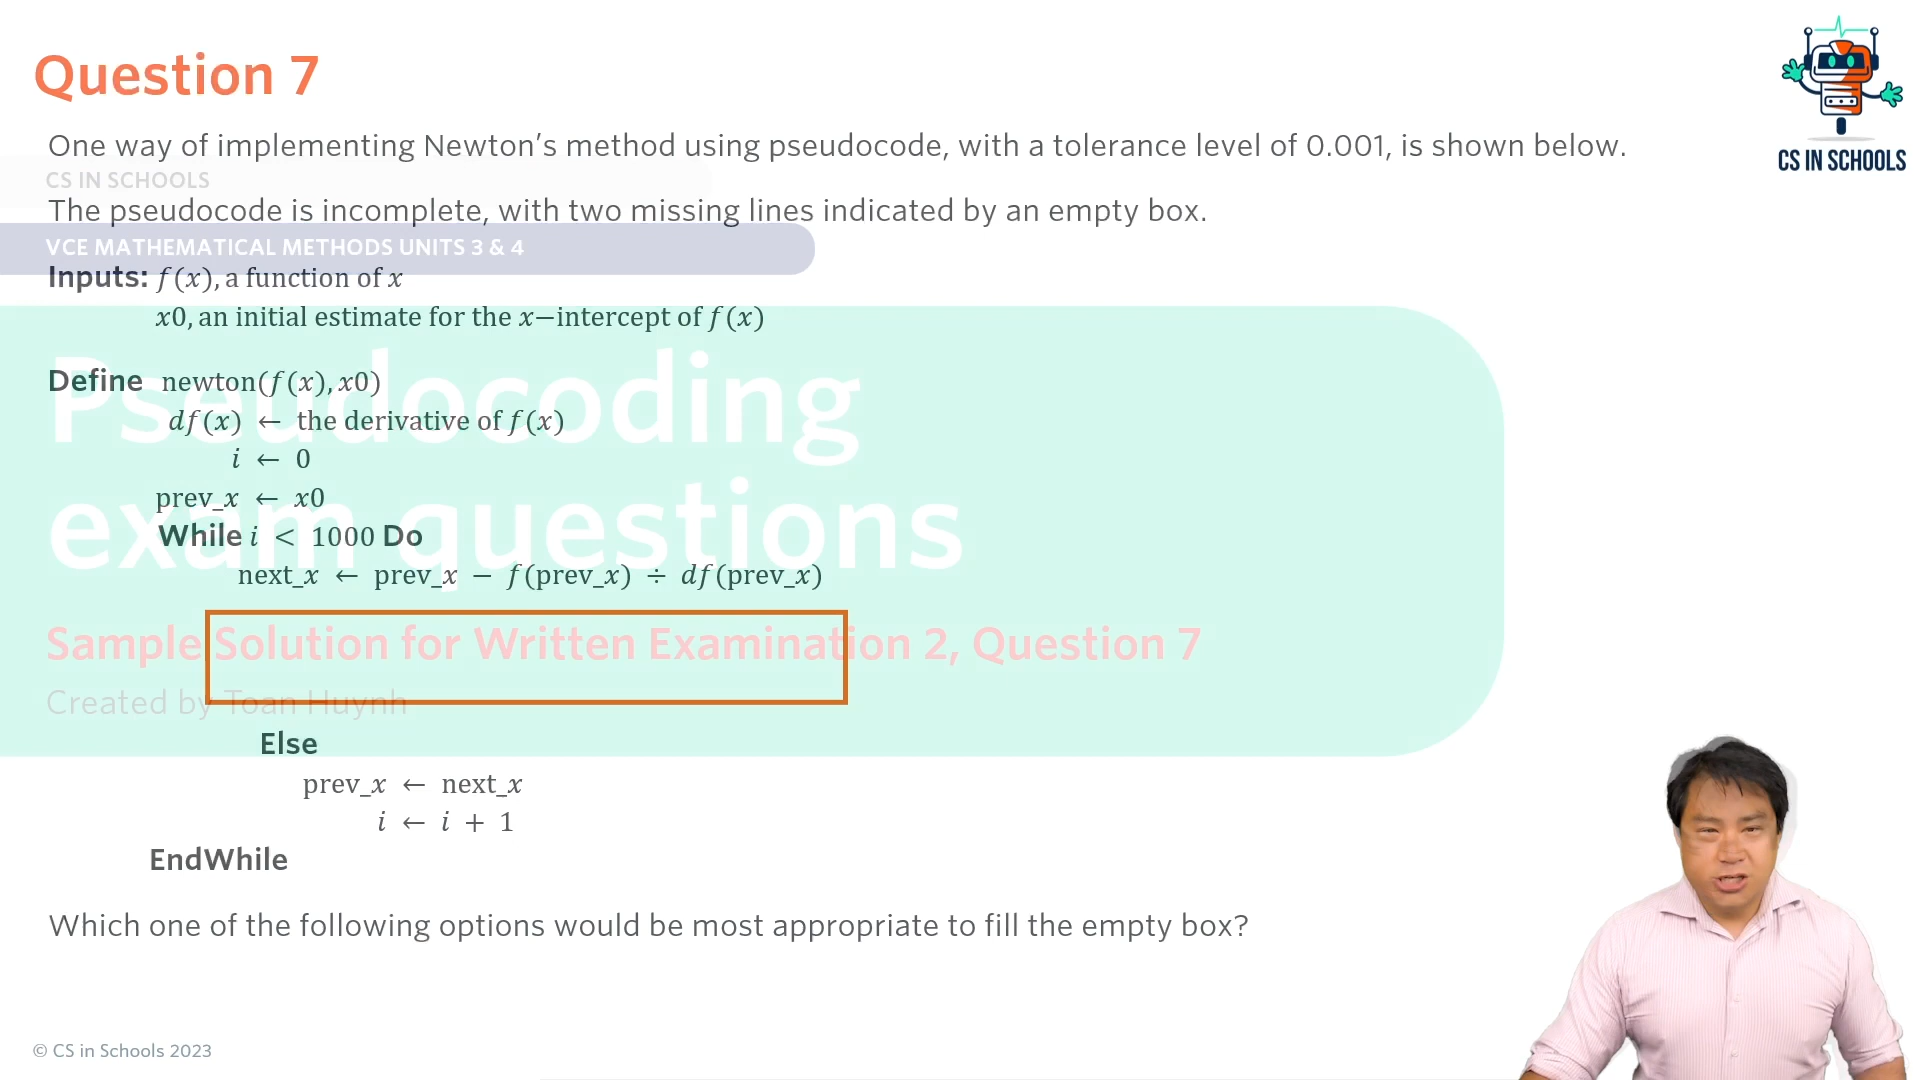 Question 7
CS IN SCHOOLS
One way of implementing Newton’s method using pseudocode, with a tolerance level of 0.001, is shown below.
CS IN SCHOOLS
The pseudocode is incomplete, with two missing lines indicated by an empty box.
VCE MATHEMATICAL METHODS UNITS 3 & 4
Inputs: f(x), a function of x
x0, an initial estimate for the x−intercept of f(x)
Pseudocoding
Define newton(f(x), x0)
df(x) ← the derivative of f(x)
i ← 0
prev_x ← x0
exam questions
While i < 1000 Do
next_x ← prev_x − f(prev_x) ÷ df(prev_x)
Sample Solution for Written Examination 2, Question 7
Created by Toan Huynh
Else
prev_x ← next_x
i ← i + 1
EndWhile
Which one of the following options would be most appropriate to fill the empty box?
© CS in Schools 2023